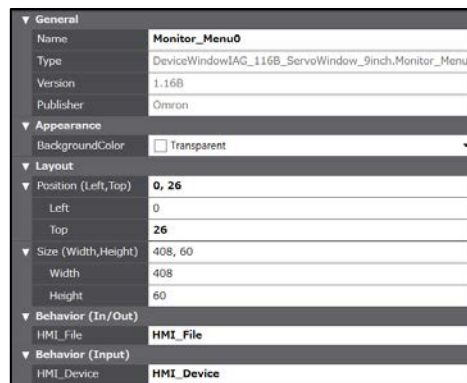 General
Name Monitor_Menu0
Type DeviceWindowIAG_116B_ServoWindow_9inch.Monitor_Menu
Version 1.16B
Publisher Omron
Appearance
BackgroundColor Transparent
Layout
Position (Left,Top) 0, 26
Left 0
Top 26
Size (Width,Height) 408, 60
Width 408
Height 60
Behavior (In/Out)
HMI_File HMI_File
Behavior (Input)
HMI_Device HMI_Device